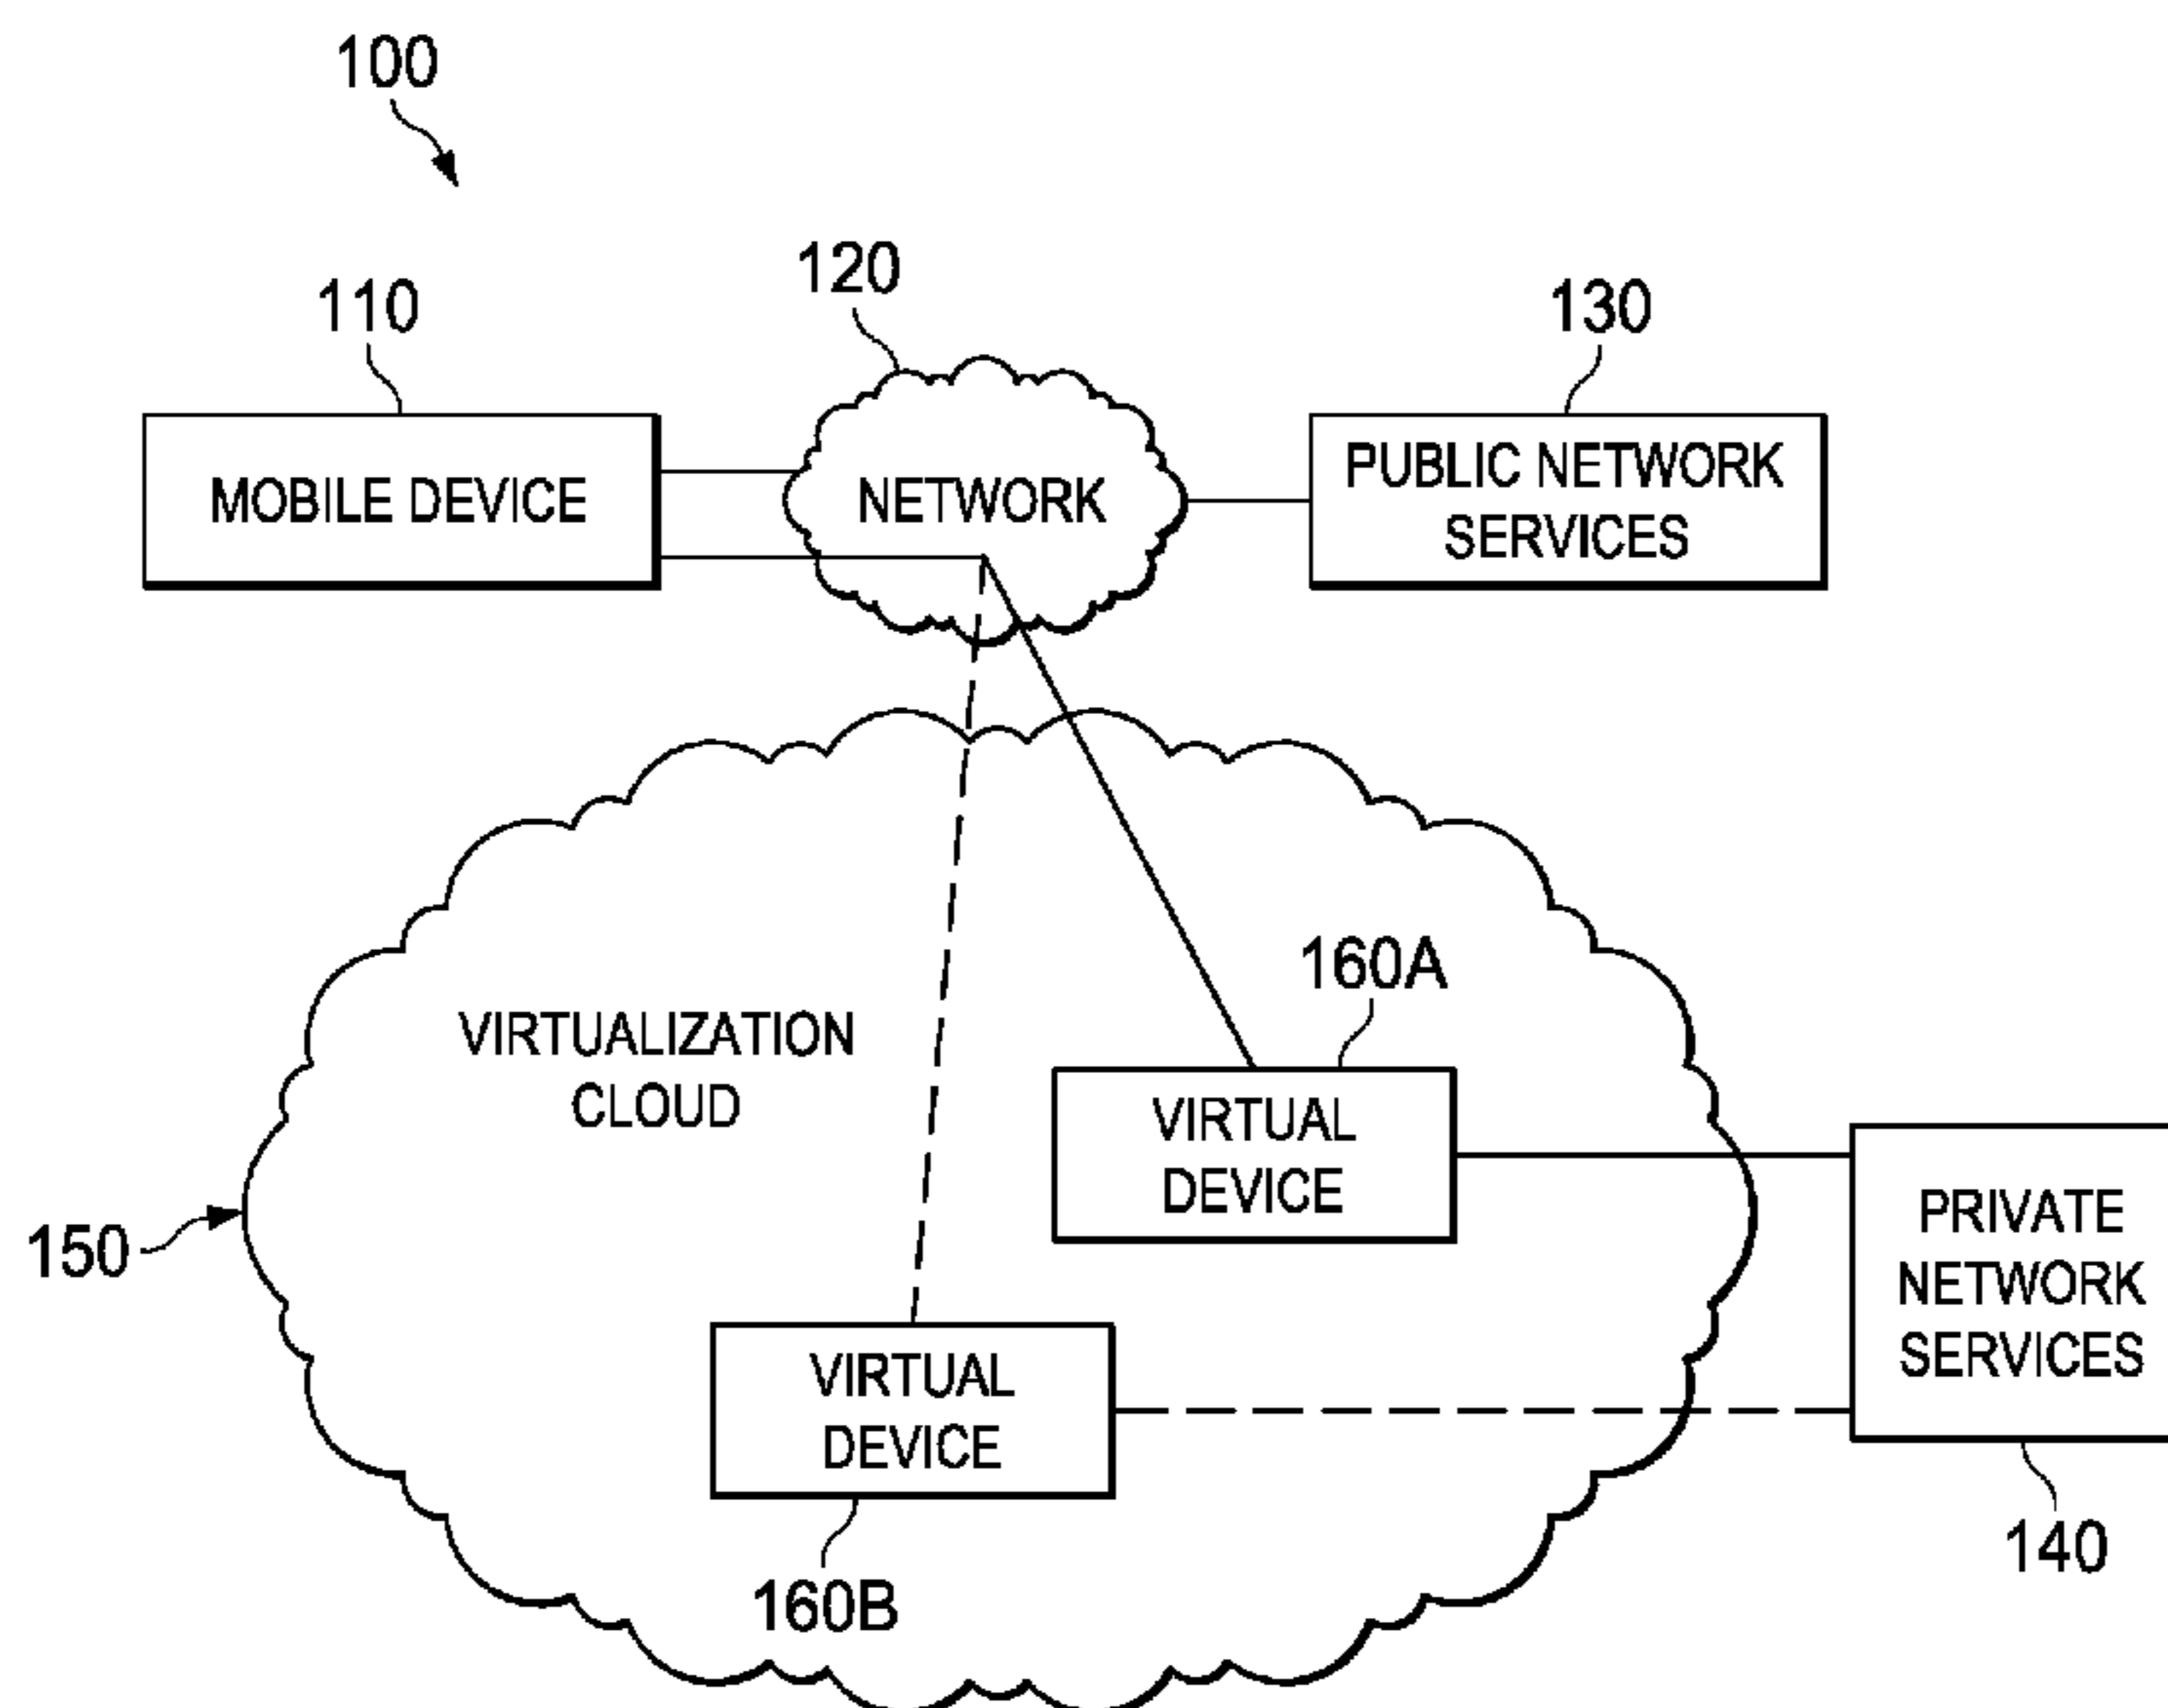 100
120
110
130
MOBILE DEVICE
NETWORK
PUBLIC NETWORK
SERVICES
160A
VIRTUALIZATION
CLOUD
VIRTUAL
DEVICE
150
PRIVATE
NETWORK
SERVICES
VIRTUAL
DEVICE
140
160B